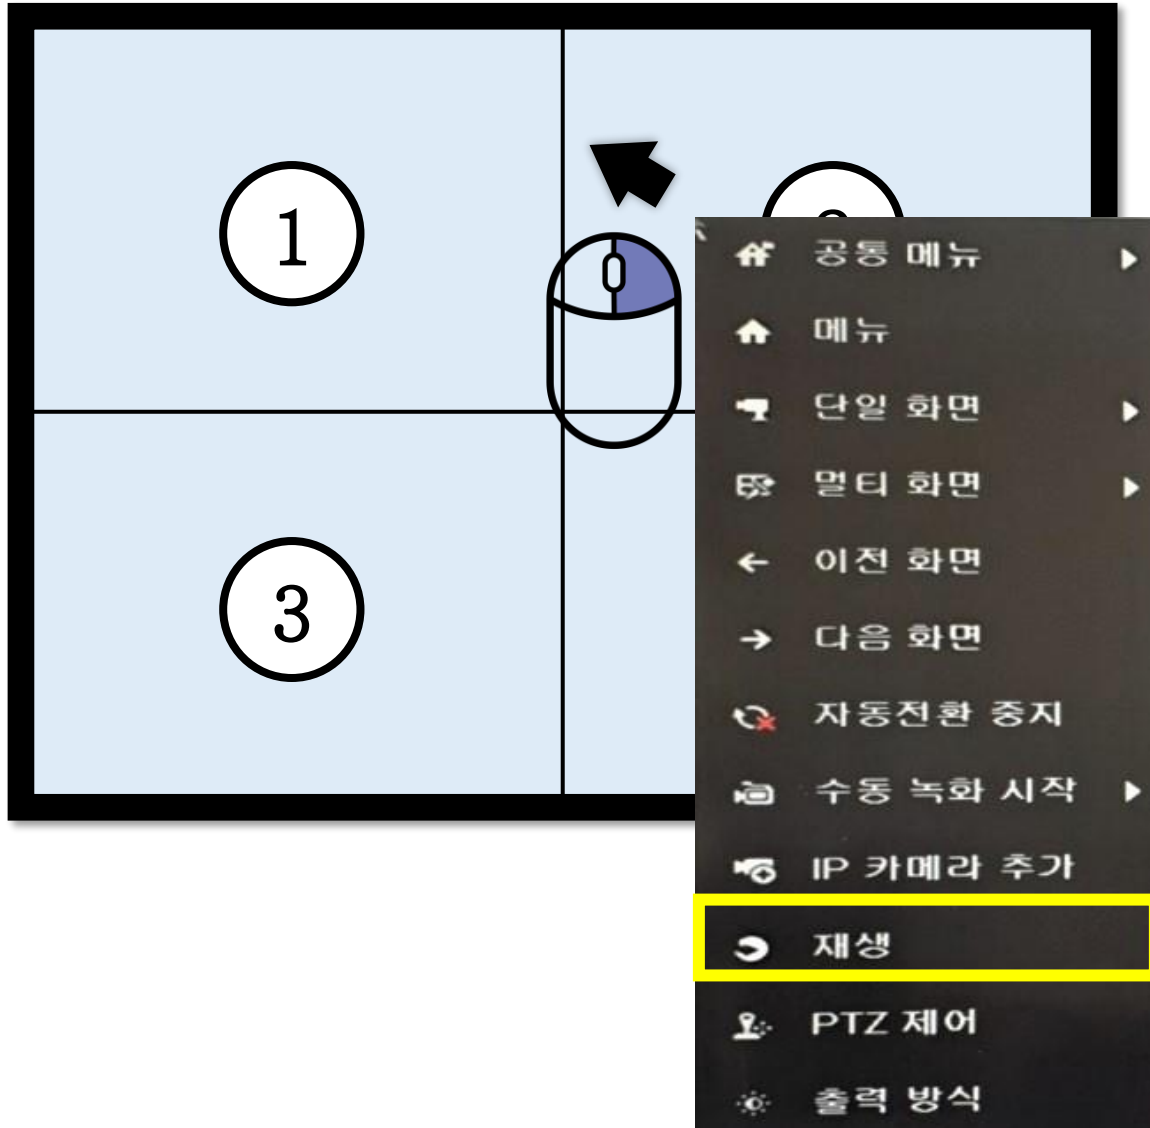 1
3
공통 메뉴
메뉴
단일 화면
멀티 화면
이전 화면
다음 화면
자동전환 중지
수동 녹화 시작
IP 카메라 추가
재생
PTZ 제어
출력 방식